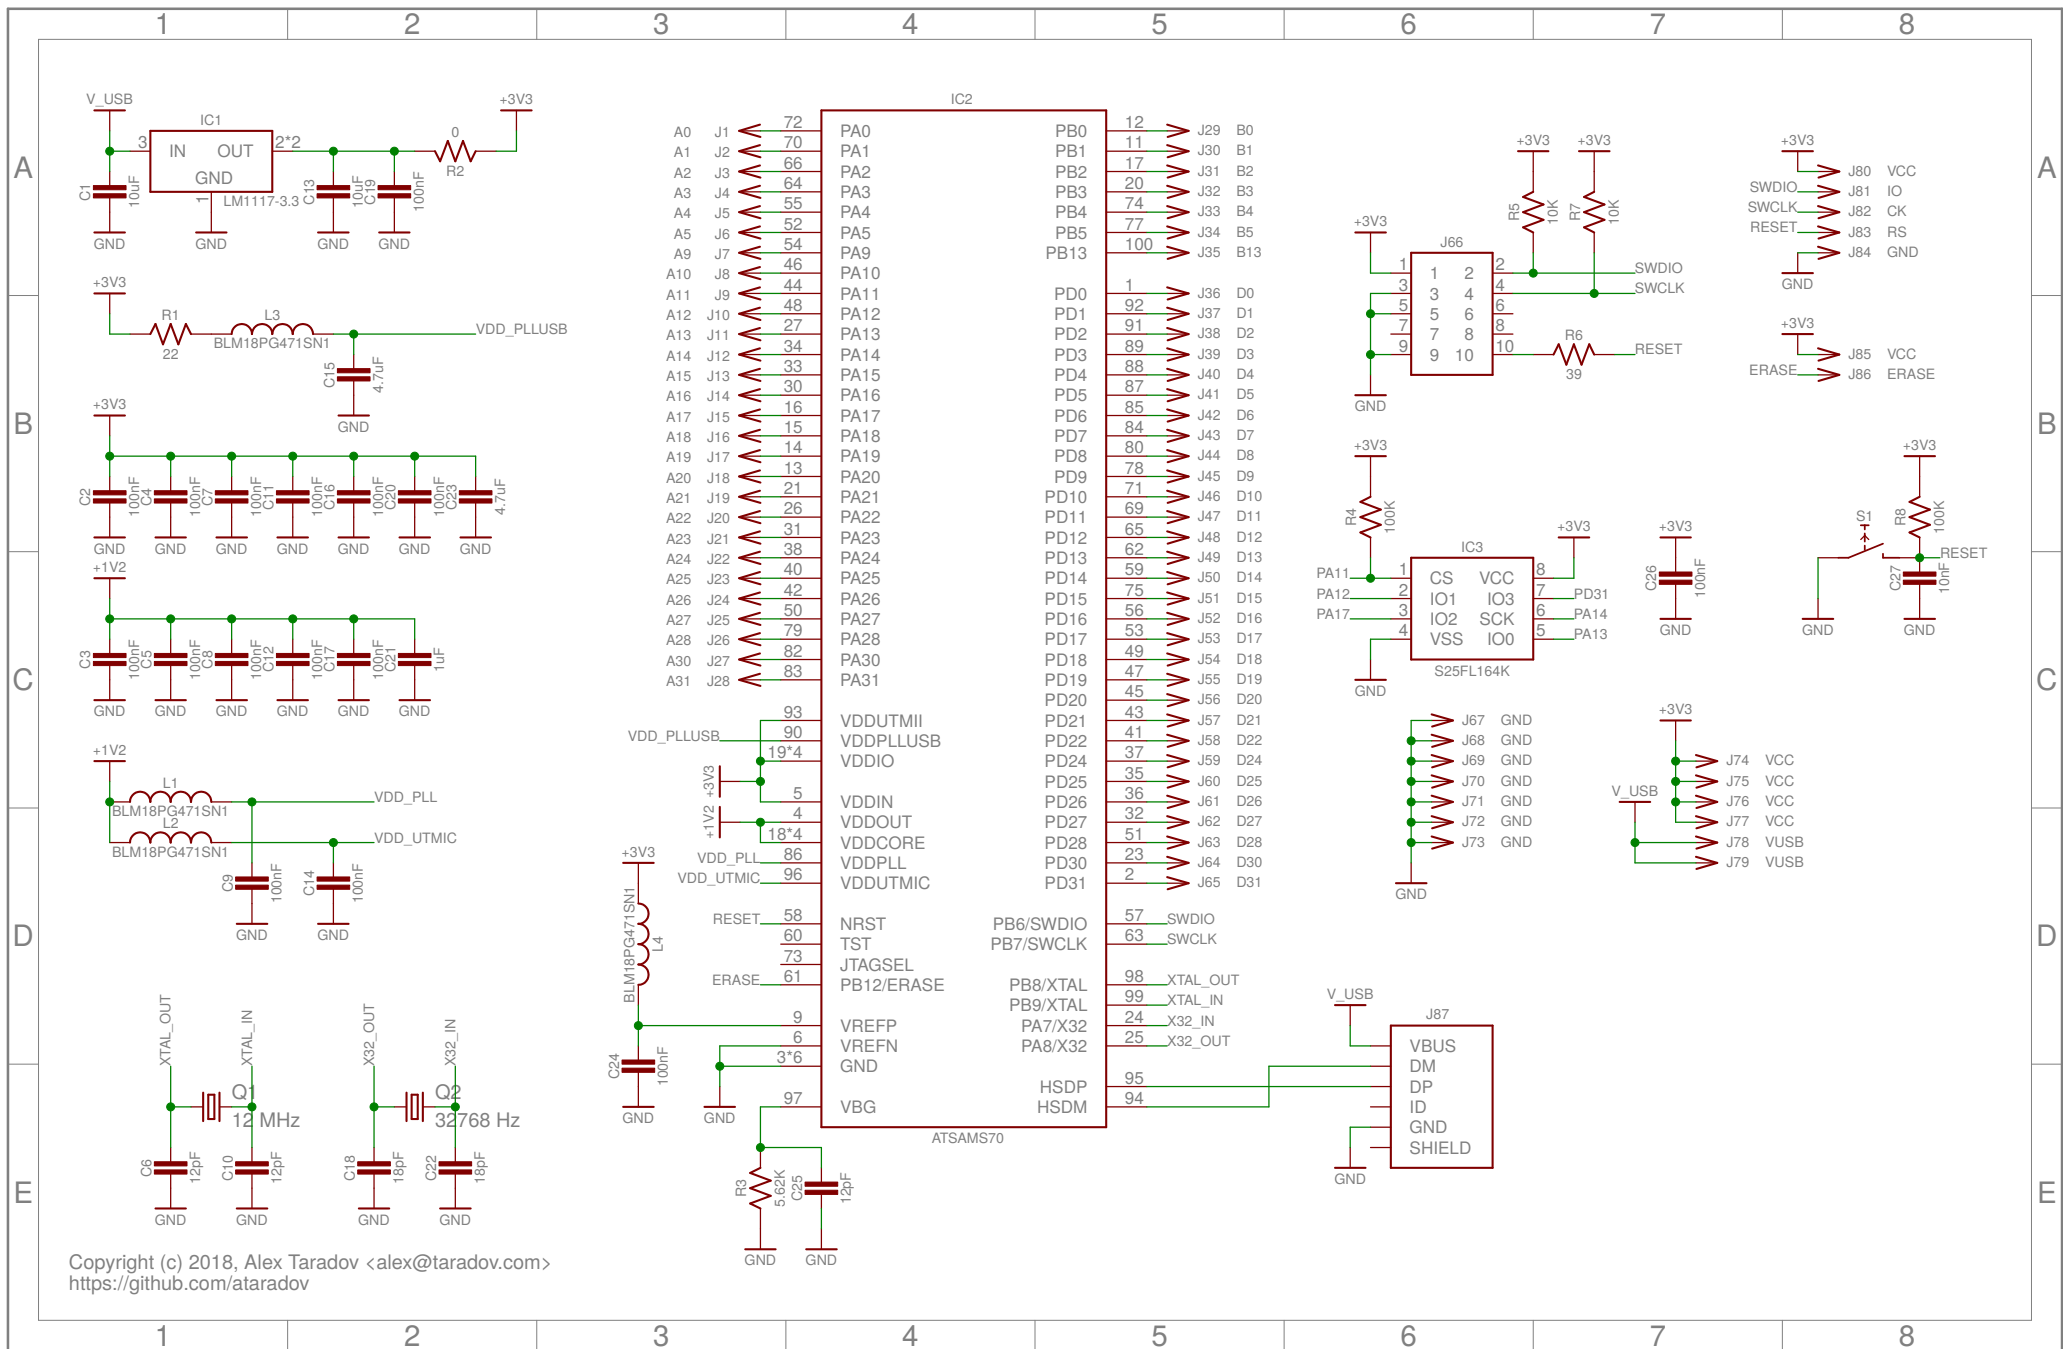 1 2 3 4 5 6 7 8
A
V_USB
IC1
3 IN OUT 2*2
GND
1
LM1117-3.3
C1 10uF
C13 10uF
C19 100nF
0
R2
+3V3
GND GND GND GND
+3V3
R1
22
L3
BLM18PG471SN1
VDD_PLLUSB
C15 4.7uF
GND
B
+3V3
C2 100nF C4 100nF C7 100nF C11 100nF C16 100nF C20 100nF C23 4.7uF
GND GND GND GND GND GND GND
+1V2
C3 100nF C5 100nF C8 100nF C12 100nF C17 100nF C21 1uF
GND GND GND GND GND GND
C
+1V2
L1
BLM18PG471SN1
VDD_PLL
L2
BLM18PG471SN1
VDD_UTMIC
C9 100nF C14 100nF
GND GND
D
XTAL_OUT XTAL_IN X32_OUT X32_IN
Q1
12 MHz
Q2
32768 Hz
C6 12pF C10 12pF C18 18pF C22 18pF
GND GND GND GND
E
Copyright (c) 2018, Alex Taradov <alex@taradov.com>
https://github.com/ataradov
IC2
A0 J1 72 PA0
A1 J2 70 PA1
A2 J3 66 PA2
A3 J4 64 PA3
A4 J5 55 PA4
A5 J6 52 PA5
A9 J7 54 PA9
A10 J8 46 PA10
A11 J9 44 PA11
A12 J10 48 PA12
A13 J11 27 PA13
A14 J12 34 PA14
A15 J13 33 PA15
A16 J14 30 PA16
A17 J15 16 PA17
A18 J16 15 PA18
A19 J17 14 PA19
A20 J18 13 PA20
A21 J19 21 PA21
A22 J20 26 PA22
A23 J21 31 PA23
A24 J22 38 PA24
A25 J23 40 PA25
A26 J24 42 PA26
A27 J25 50 PA27
A28 J26 79 PA28
A30 J27 82 PA30
A31 J28 83 PA31
93 VDDUTMII
VDD_PLLUSB 90 VDDPLLUSB
19*4 VDDIO
+3V3
5 VDDIN
+1V2
4 VDDOUT
18*4 VDDCORE
VDD_PLL 86 VDDPLL
VDD_UTMIC 96 VDDUTMIC
RESET 58 NRST
60 TST
73 JTAGSEL
ERASE 61 PB12/ERASE
9 VREFP
6 VREFN
3*6 GND
97 VBG
+3V3
BLM18PG471SN1
L4
C24 100nF
GND GND
R3 5.62K
C25 12pF
GND GND
PB0 12 J29 B0
PB1 11 J30 B1
PB2 17 J31 B2
PB3 20 J32 B3
PB4 74 J33 B4
PB5 77 J34 B5
PB13 100 J35 B13
PD0 1 J36 D0
PD1 92 J37 D1
PD2 91 J38 D2
PD3 89 J39 D3
PD4 88 J40 D4
PD5 87 J41 D5
PD6 85 J42 D6
PD7 84 J43 D7
PD8 80 J44 D8
PD9 78 J45 D9
PD10 71 J46 D10
PD11 69 J47 D11
PD12 65 J48 D12
PD13 62 J49 D13
PD14 59 J50 D14
PD15 75 J51 D15
PD16 56 J52 D16
PD17 53 J53 D17
PD18 49 J54 D18
PD19 47 J55 D19
PD20 45 J56 D20
PD21 43 J57 D21
PD22 41 J58 D22
PD24 37 J59 D24
PD25 35 J60 D25
PD26 36 J61 D26
PD27 32 J62 D27
PD28 51 J63 D28
PD30 23 J64 D30
PD31 2 J65 D31
PB6/SWDIO 57 SWDIO
PB7/SWCLK 63 SWCLK
PB8/XTAL 98 XTAL_OUT
PB9/XTAL 99 XTAL_IN
PA7/X32 24 X32_IN
PA8/X32 25 X32_OUT
HSDP 95
HSDM 94
ATSAMS70
+3V3 +3V3
R5 10K R7 10K
+3V3
J66
1 1 2 2 SWDIO
3 3 4 4 SWCLK
5 5 6 6
7 7 8 8
9 9 10 10
R6
39
RESET
GND
+3V3
R4 100K
+3V3
IC3
PA11 1 CS VCC 8
PA12 2 IO1 IO3 7 PD31
PA17 3 IO2 SCK 6 PA14
4 VSS IO0 5 PA13
S25FL164K
GND
J67 GND
J68 GND
J69 GND
J70 GND
J71 GND
J72 GND
J73 GND
GND
V_USB
J87
VBUS
DM
DP
ID
GND
SHIELD
GND
+3V3
C26 100nF
GND
+3V3
V_USB
J74 VCC
J75 VCC
J76 VCC
J77 VCC
J78 VUSB
J79 VUSB
+3V3
J80 VCC
SWDIO J81 IO
SWCLK J82 CK
RESET J83 RS
J84 GND
GND
+3V3
J85 VCC
ERASE J86 ERASE
+3V3
R8 100K
S1
RESET
C27 10nF
GND GND
A
B
C
D
E
1 2 3 4 5 6 7 8